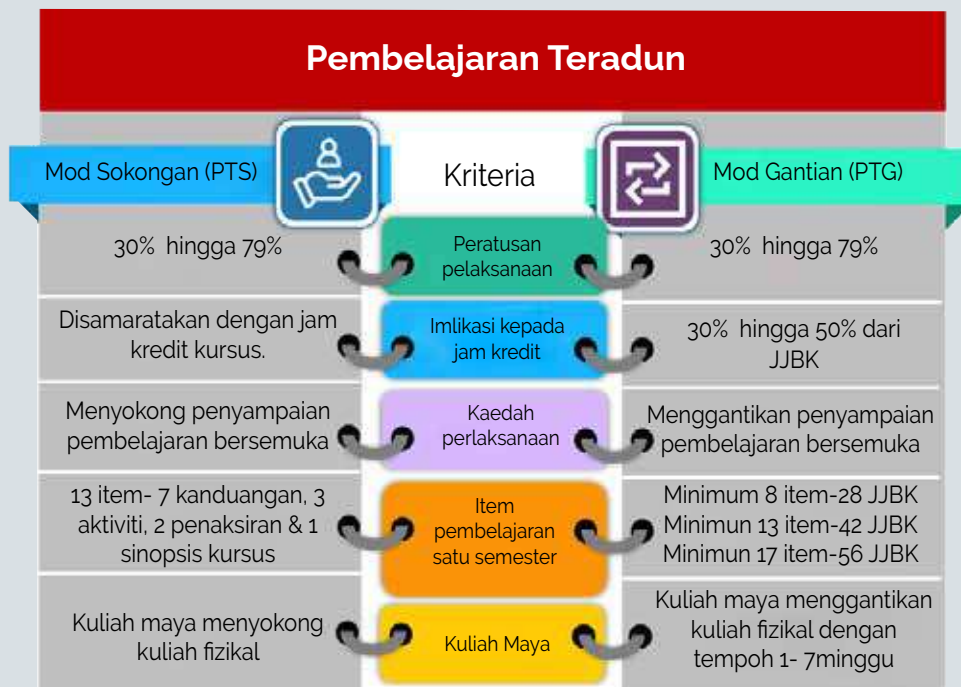 Pembelajaran Teradun
Mod Sokongan (PTS)
Kriteria
Mod Gantian (PTG)
30% hingga 79%
Peratusan
pelaksanaan
30% hingga 79%
Disamaratakan dengan jam
kredit kursus.
Imlikasi kepada
jam kredit
30% hingga 50% dari
JJBK
Menyokong penyampaian
pembelajaran bersemuka
Kaedah
perlaksanaan
Menggantikan penyampaian
pembelajaran bersemuka
13 item- 7 kanduangan, 3
aktiviti, 2 penaksiran & 1
sinopsis kursus
Item
pembelajaran
satu semester
Minimum 8 item-28 JJBK
Minimun 13 item-42 JJBK
Minimun 17 item-56 JJBK
Kuliah maya menyokong
kuliah fizikal
Kuliah Maya
Kuliah maya menggantikan
kuliah fizikal dengan
tempoh 1- 7minggu